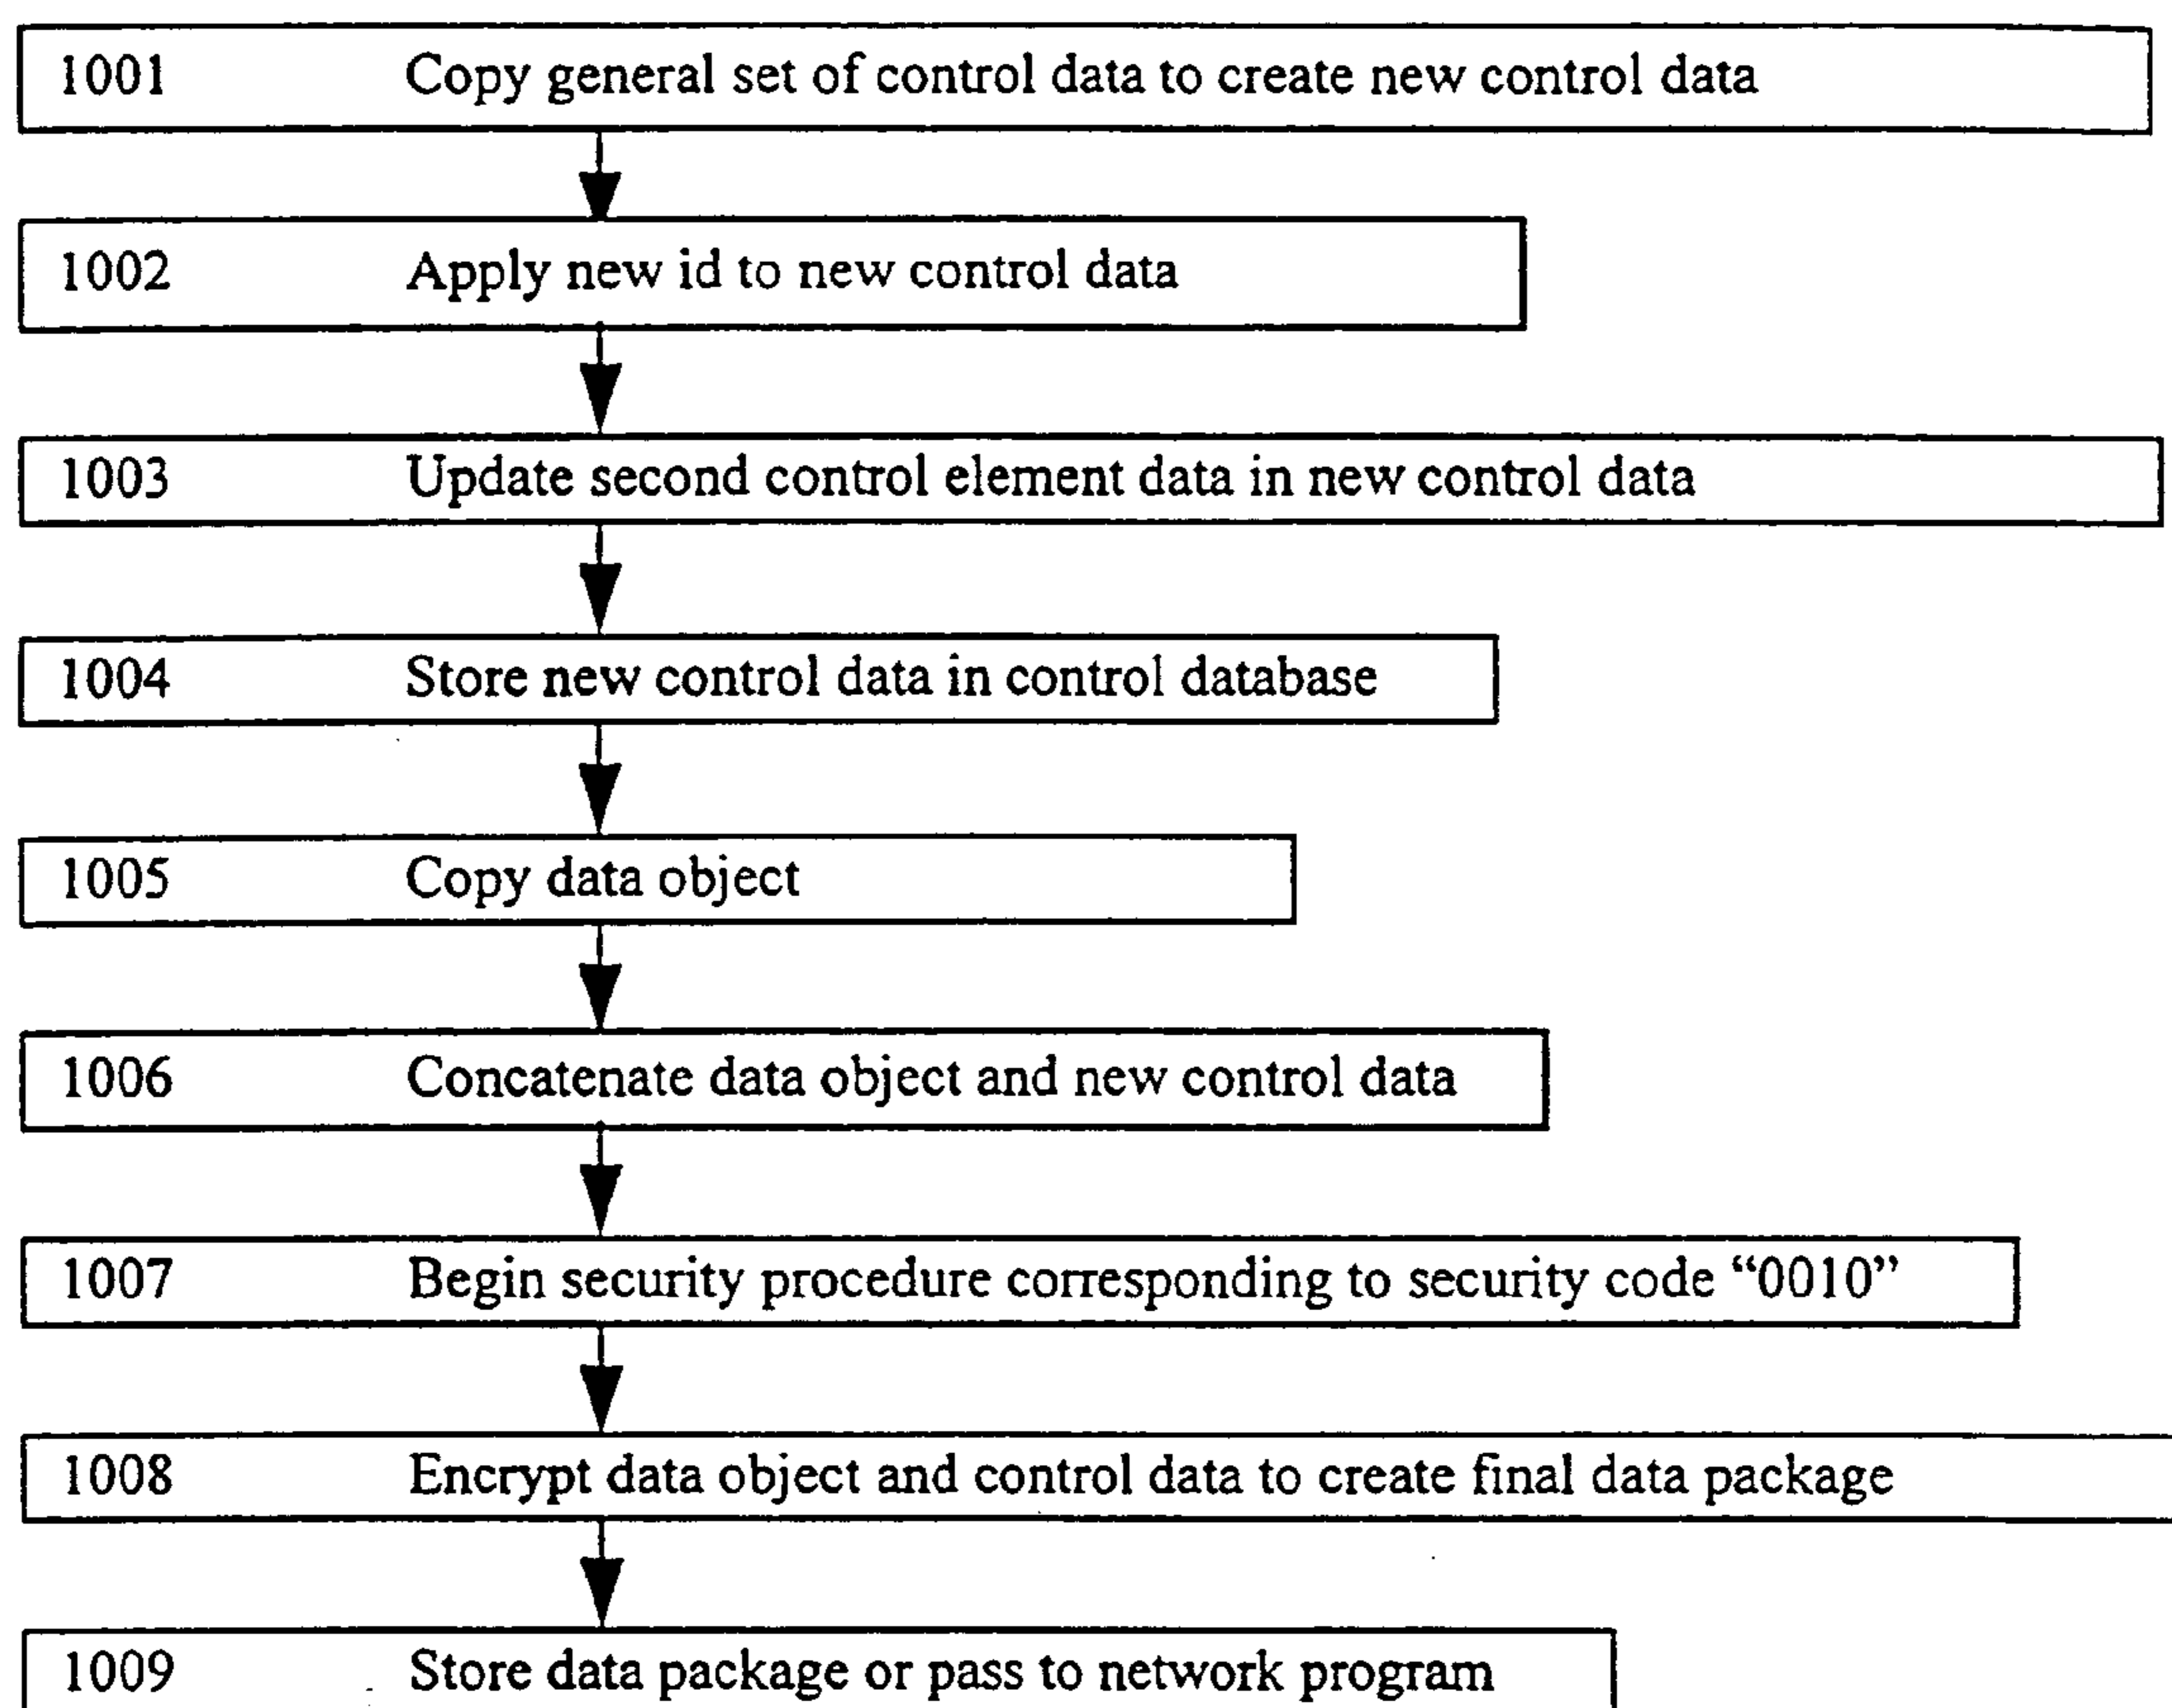 1001 Copy general set of control data to create new control data
1002 Apply new id to new control data
1003 Update second control element data in new control data
1004 Store new control data in control database
1005 Copy data object
1006 Concatenate data object and new control data
1007 Begin security procedure corresponding to security code “0010”
1008 Encrypt data object and control data to create final data package
1009 Store data package or pass to network program